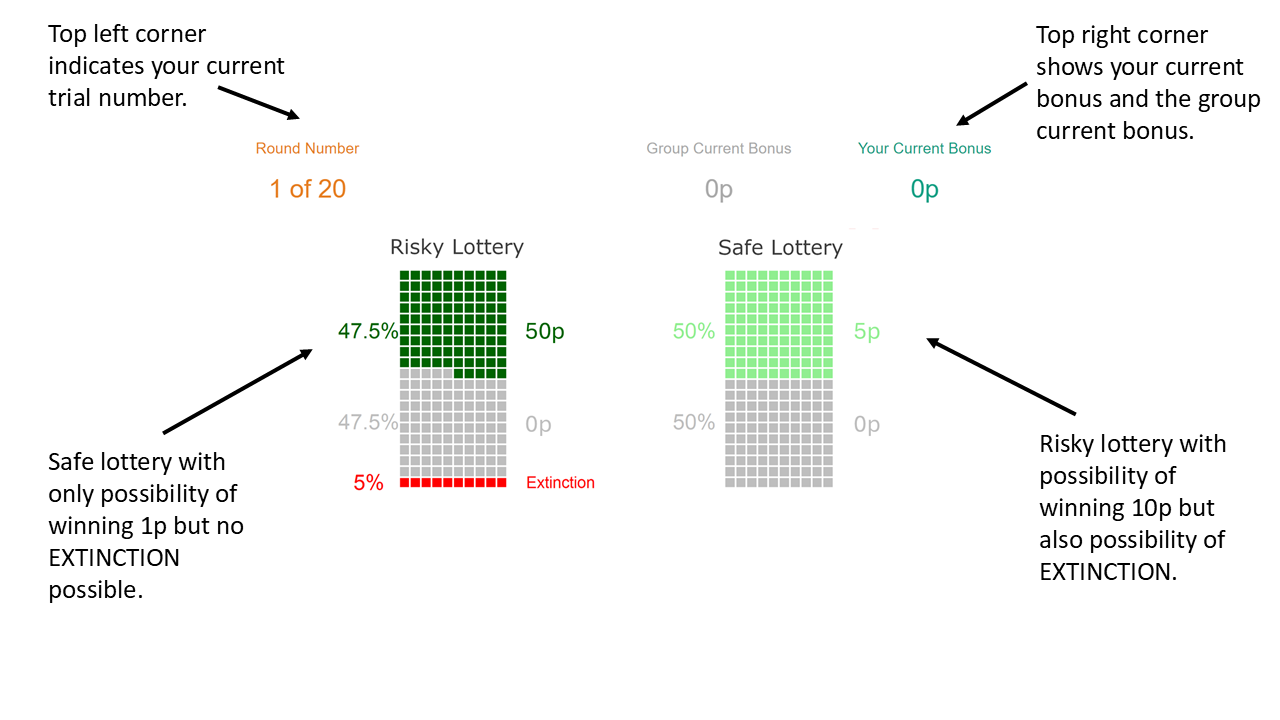 Top left corner
indicates your current
trial number.
Top right corner
shows your current
bonus and the group
current bonus.
Round Number
1 of 20
Group Current Bonus
0p
Your Current Bonus
0p
Risky Lottery
47.5%
50p
47.5%
0p
5%
Extinction
Safe Lottery
50%
5p
50%
0p
Safe lottery with
only possibility of
winning 1p but no
EXTINCTION
possible.
Risky lottery with
possibility of
winning 10p but
also possibility of
EXTINCTION.